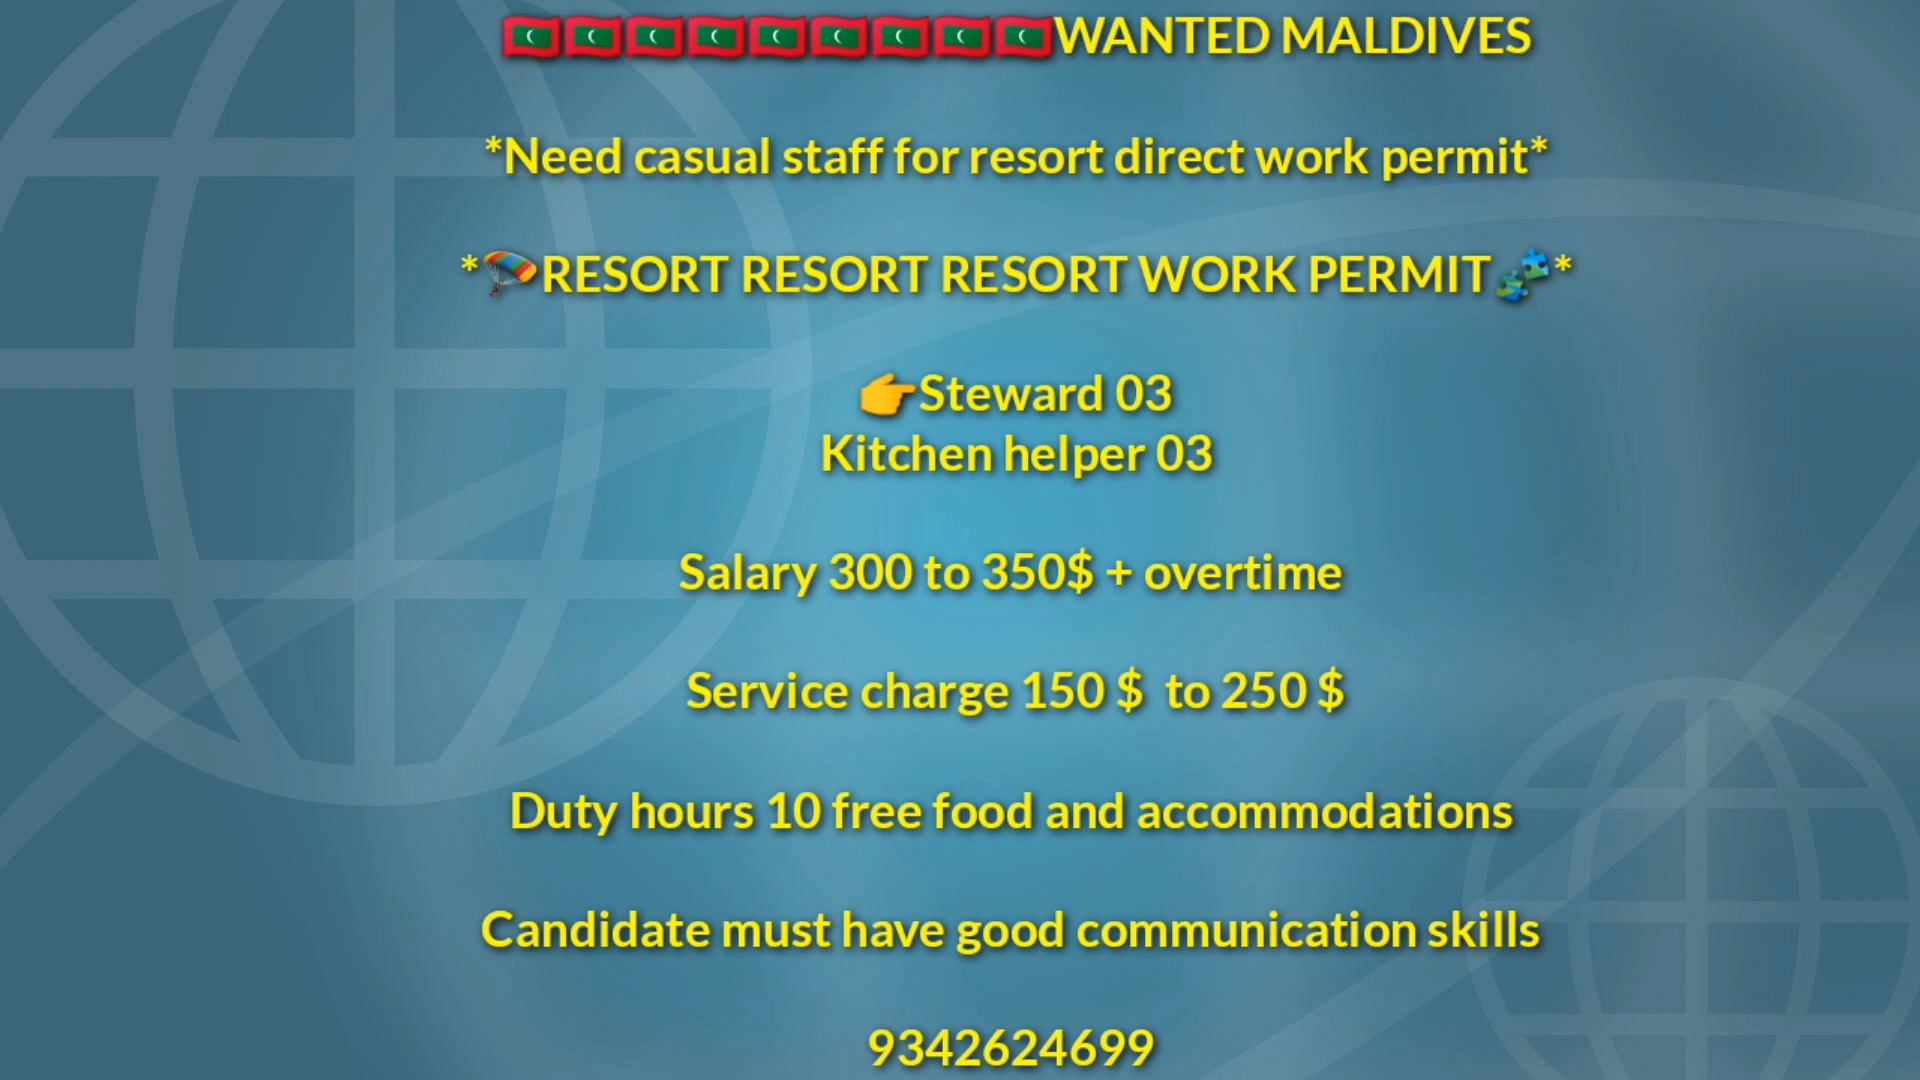 🇲🇻🇲🇻🇲🇻🇲🇻🇲🇻🇲🇻🇲🇻🇲🇻🇲🇻WANTED MALDIVES
*Need casual staff for resort direct work permit*
*🪂RESORT RESORT RESORT WORK PERMIT🧩*
👉Steward 03
Kitchen helper 03
Salary 300 to 350$ + overtime
Service charge 150 $  to 250 $
Duty hours 10 free food and accommodations
Candidate must have good communication skills
9342624699